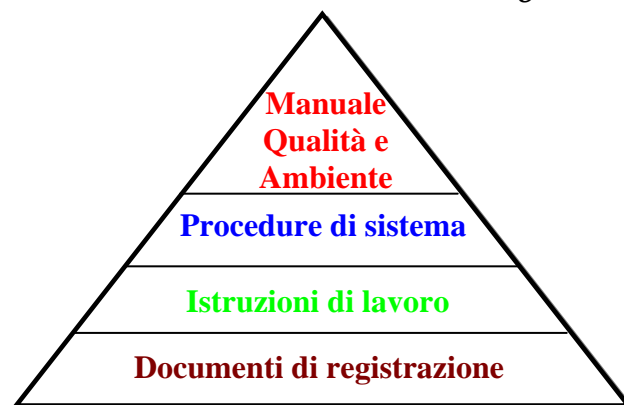 Manuale
Qualità e
Ambiente
Procedure di sistema
Istruzioni di lavoro
Documenti di registrazione